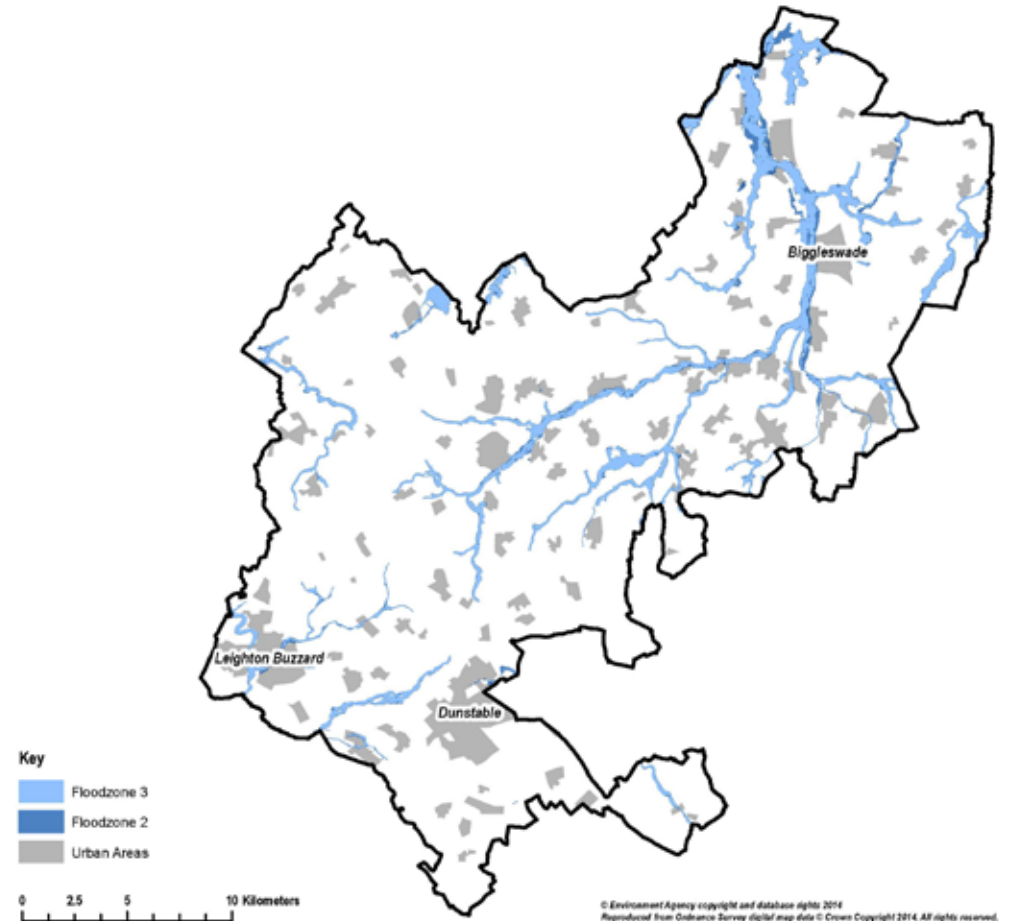 Biggleswade
Leighton Buzzard
Dunstable
Key
Floodzone 3
Floodzone 2
Urban Areas
0 2.5 5 10 Kilometers
© Environment Agency copyright and database rights 2014
Reproduced from Ordnance Survey digital map data © Crown Copyright 2014. All rights reserved.